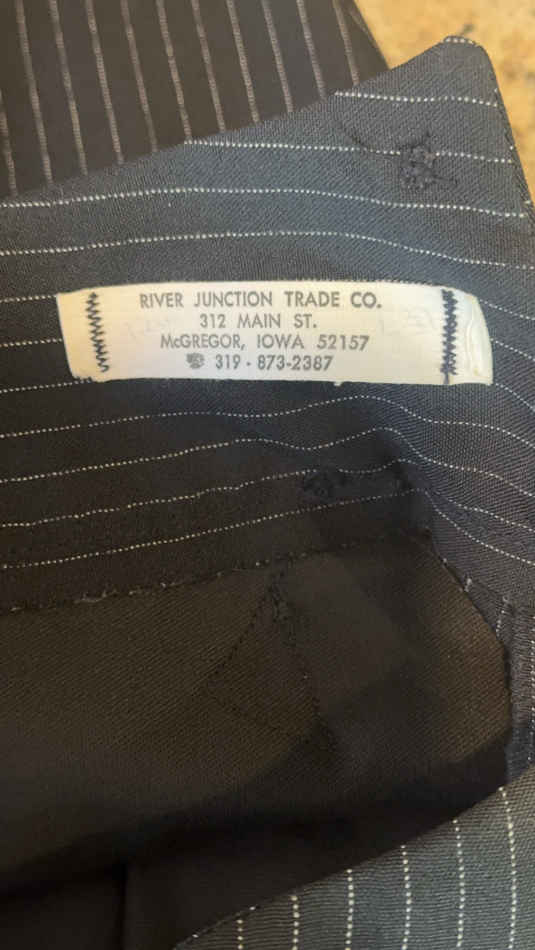 RIVER JUNCTION TRADE CO.
312 MAIN ST.
McGREGOR, IOWA 52157
☎ 319 - 873-2387